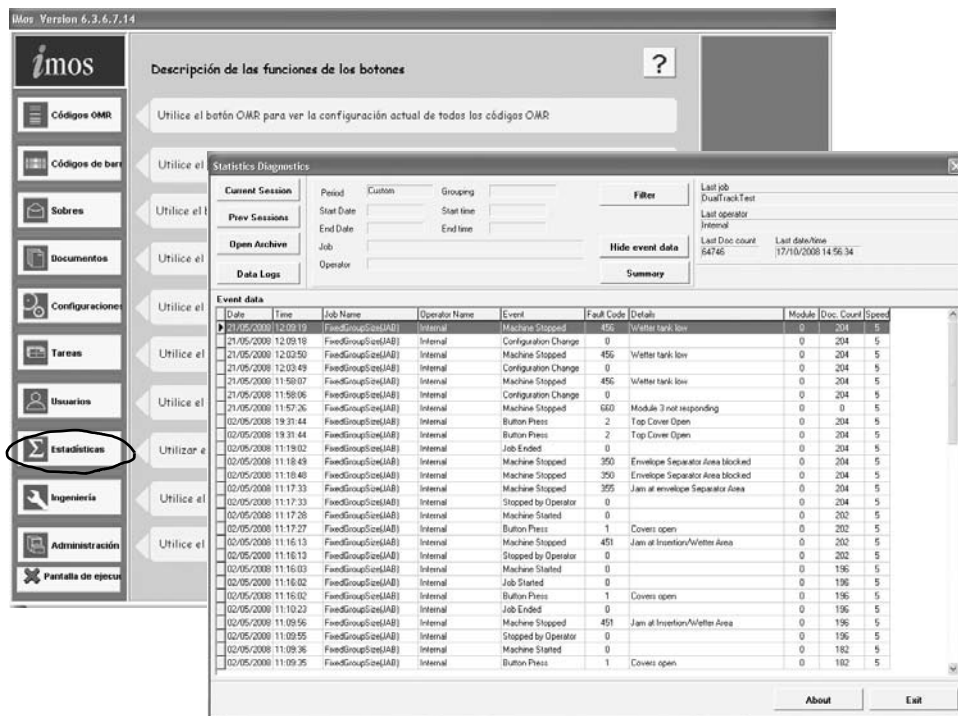 iMos Version 6.3.6.7.14
imos
Descripción de las funciones de los botones
?
Códigos OMR
Utilice el botón OMR para ver la configuración actual de todos los códigos OMR
Códigos de barr
Utilice el
Sobres
Utilice el
Documentos
Utilice el
Configuraciones
Utilice el
Tareas
Utilice el
Usuarios
Utilice el
Estadísticas
Utilizar e
Ingeniería
Utilice el
Administración
Utilice el
Pantalla de ejecuc
Statistics Diagnostics
Current Session
Prev Sessions
Open Archive
Data Logs
Period Custom Grouping
Start Date Start time
End Date End time
Job
Operator
Filter
Hide event data
Summary
Last job
DualTrackTest
Last operator
Internal
Last Doc count Last date/time
64746 17/10/2008 14:56:34
Event data
Date Time Job Name Operator Name Event Fault Code Details Module Doc. Count Speed
21/05/2008 12:09:19 FixedGroupSize(JAB) Internal Machine Stopped 456 Wetter tank low 0 204 5
21/05/2008 12:09:18 FixedGroupSize(JAB) Internal Configuration Change 0 0 204 5
21/05/2008 12:03:50 FixedGroupSize(JAB) Internal Machine Stopped 456 Wetter tank low 0 204 5
21/05/2008 12:03:49 FixedGroupSize(JAB) Internal Configuration Change 0 0 204 5
21/05/2008 11:58:07 FixedGroupSize(JAB) Internal Machine Stopped 456 Wetter tank low 0 204 5
21/05/2008 11:58:06 FixedGroupSize(JAB) Internal Configuration Change 0 0 204 5
21/05/2008 11:57:26 FixedGroupSize(JAB) Internal Machine Stopped 660 Module 3 not responding 0 0 5
02/05/2008 19:31:44 FixedGroupSize(JAB) Internal Button Press 2 Top Cover Open 0 204 5
02/05/2008 19:31:44 FixedGroupSize(JAB) Internal Button Press 2 Top Cover Open 0 204 5
02/05/2008 11:19:02 FixedGroupSize(JAB) Internal Job Ended 0 0 204 5
02/05/2008 11:18:49 FixedGroupSize(JAB) Internal Machine Stopped 350 Envelope Separator Area blocked 0 204 5
02/05/2008 11:18:48 FixedGroupSize(JAB) Internal Machine Stopped 350 Envelope Separator Area blocked 0 204 5
02/05/2008 11:17:33 FixedGroupSize(JAB) Internal Machine Stopped 355 Jam at envelope Separator Area 0 204 5
02/05/2008 11:17:33 FixedGroupSize(JAB) Internal Stopped by Operator 0 0 204 5
02/05/2008 11:17:28 FixedGroupSize(JAB) Internal Machine Started 0 0 202 5
02/05/2008 11:17:27 FixedGroupSize(JAB) Internal Button Press 1 Covers open 0 202 5
02/05/2008 11:16:13 FixedGroupSize(JAB) Internal Machine Stopped 451 Jam at Insertion/Wetter Area 0 202 5
02/05/2008 11:16:13 FixedGroupSize(JAB) Internal Stopped by Operator 0 0 202 5
02/05/2008 11:16:03 FixedGroupSize(JAB) Internal Machine Started 0 0 196 5
02/05/2008 11:16:02 FixedGroupSize(JAB) Internal Job Started 0 0 196 5
02/05/2008 11:16:02 FixedGroupSize(JAB) Internal Button Press 1 Covers open 0 196 5
02/05/2008 11:10:23 FixedGroupSize(JAB) Internal Job Ended 0 0 196 5
02/05/2008 11:09:56 FixedGroupSize(JAB) Internal Machine Stopped 451 Jam at Insertion/Wetter Area 0 196 5
02/05/2008 11:09:55 FixedGroupSize(JAB) Internal Stopped by Operator 0 0 196 5
02/05/2008 11:09:36 FixedGroupSize(JAB) Internal Machine Started 0 0 182 5
02/05/2008 11:09:35 FixedGroupSize(JAB) Internal Button Press 1 Covers open 0 182 5
About
Exit